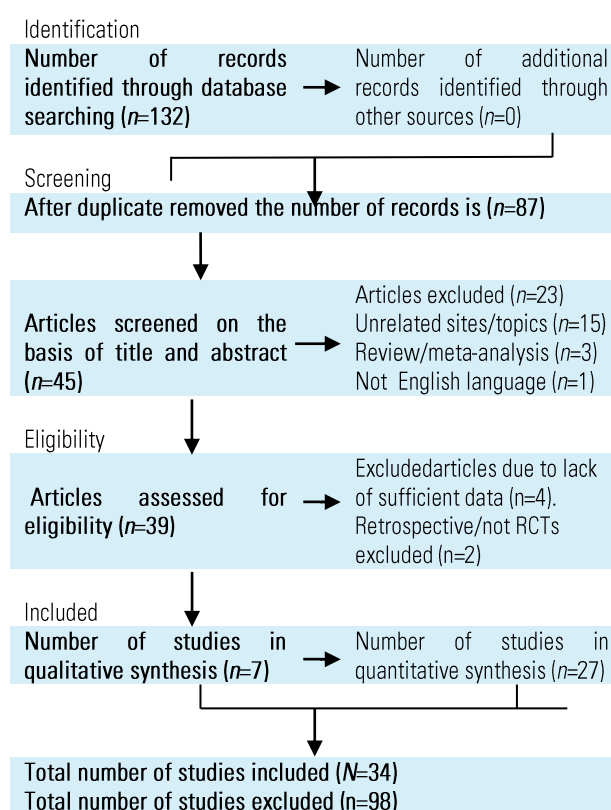 Identification
Number of records
identified through database
searching (n=132)
Number of additional
records identified through
other sources (n=0)
Screening
After duplicate removed the number of records is (n=87)
Articles screened on the
basis of title and abstract
(n=45)
Articles excluded (n=23)
Unrelated sites/topics (n=15)
Review/meta-analysis (n=3)
Not English language (n=1)
Eligibility
Articles assessed for
eligibility (n=39)
Excludedarticles due to lack
of sufficient data (n=4).
Retrospective/not RCTs
excluded (n=2)
Included
Number of studies in
qualitative synthesis (n=7)
Number of studies in
quantitative synthesis (n=27)
Total number of studies included (N=34)
Total number of studies excluded (n=98)